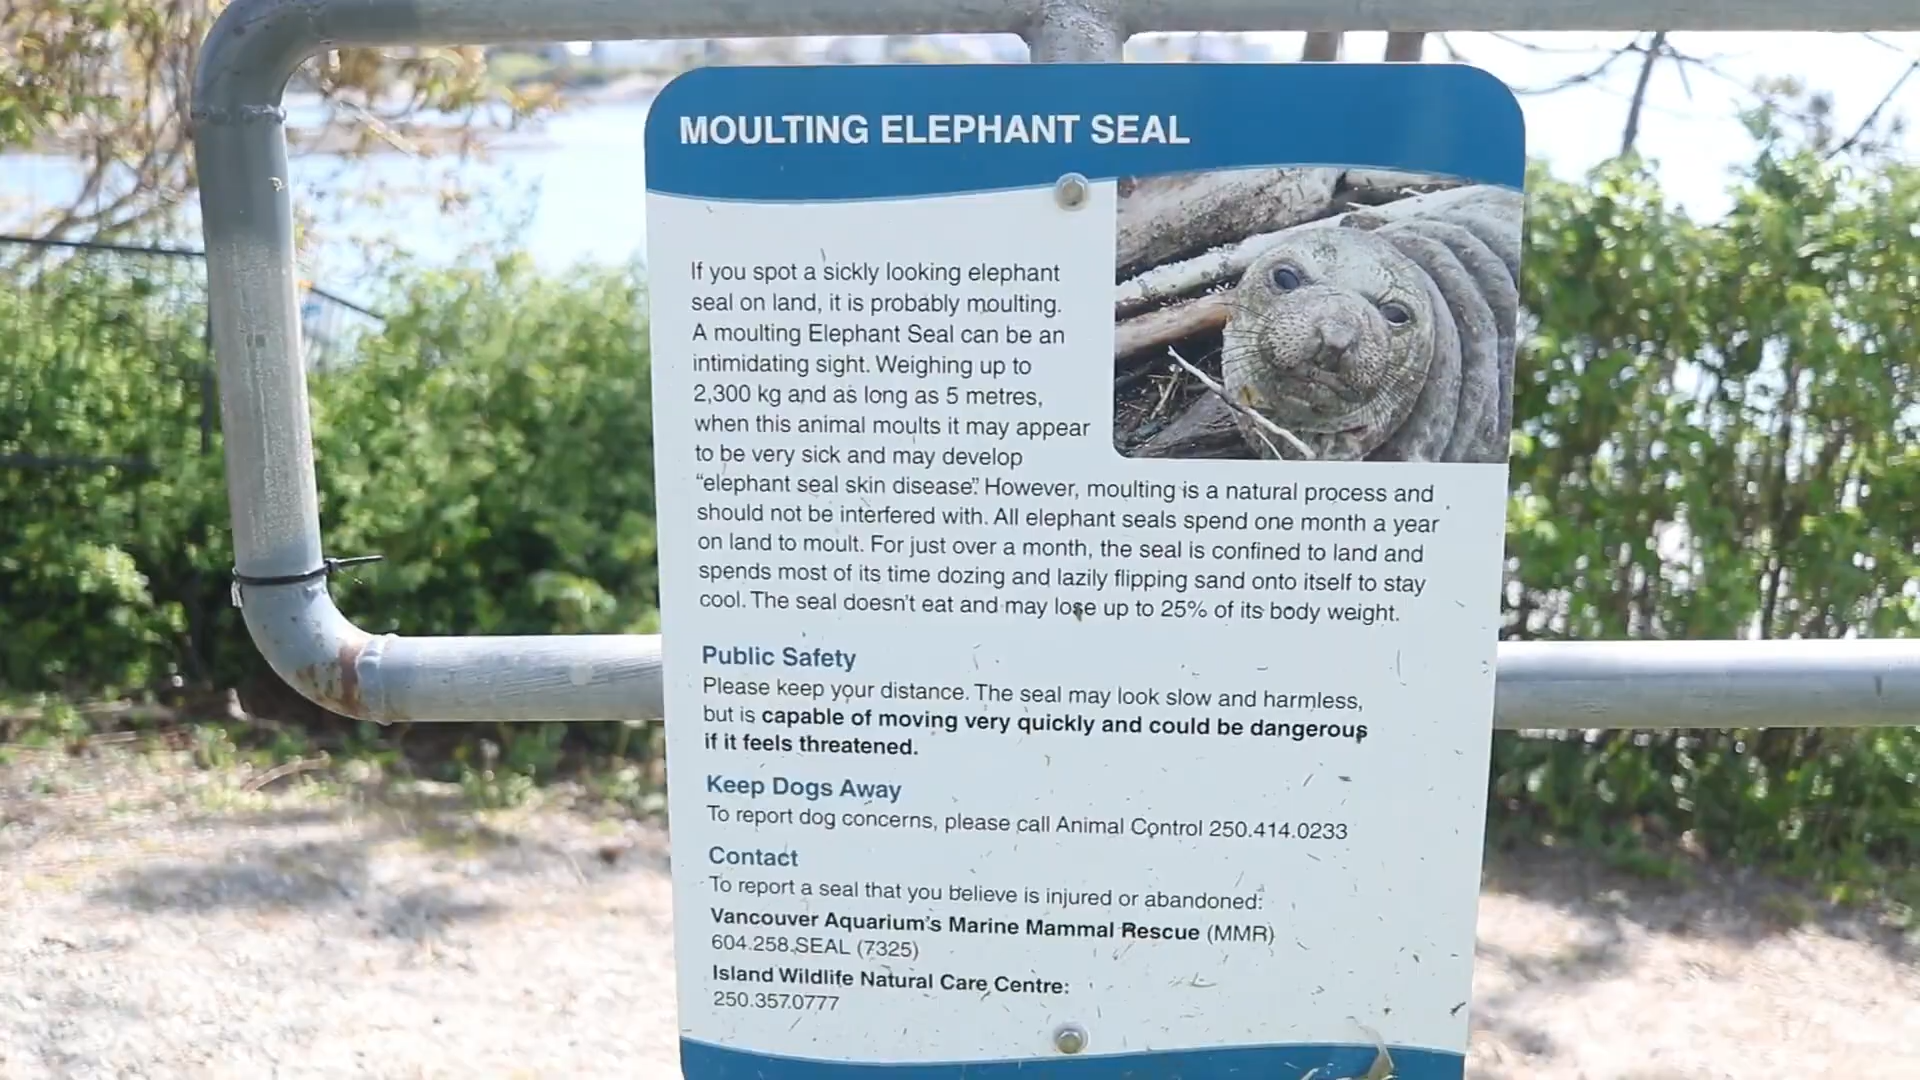 MOULTING ELEPHANT SEAL
If you spot a sickly looking elephant
seal on land, it is probably moulting.
A moulting Elephant Seal can be an
intimidating sight. Weighing up to
2,300 kg and as long as 5 metres,
when this animal moults it may appear
to be very sick and may develop
“elephant seal skin disease”. However, moulting is a natural process and
should not be interfered with. All elephant seals spend one month a year
on land to moult. For just over a month, the seal is confined to land and
spends most of its time dozing and lazily flipping sand onto itself to stay
cool. The seal doesn’t eat and may lose up to 25% of its body weight.
Public Safety
Please keep your distance. The seal may look slow and harmless,
but is capable of moving very quickly and could be dangerous
if it feels threatened.
Keep Dogs Away
To report dog concerns, please call Animal Control 250.414.0233
Contact
To report a seal that you believe is injured or abandoned:
Vancouver Aquarium’s Marine Mammal Rescue (MMR)
604.258.SEAL (7325)
Island Wildlife Natural Care Centre:
250.357.0777